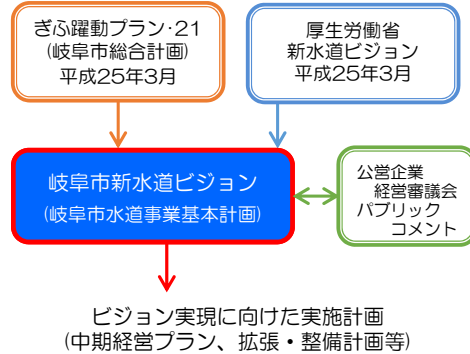 ぎふ躍動プラン・21
(岐阜市総合計画)
平成25年3月
厚生労働省
新水道ビジョン
平成25年3月
岐阜市新水道ビジョン
(岐阜市水道事業基本計画)
公営企業
経営審議会
パブリック
コメント
ビジョン実現に向けた実施計画
(中期経営プラン、拡張・整備計画等)